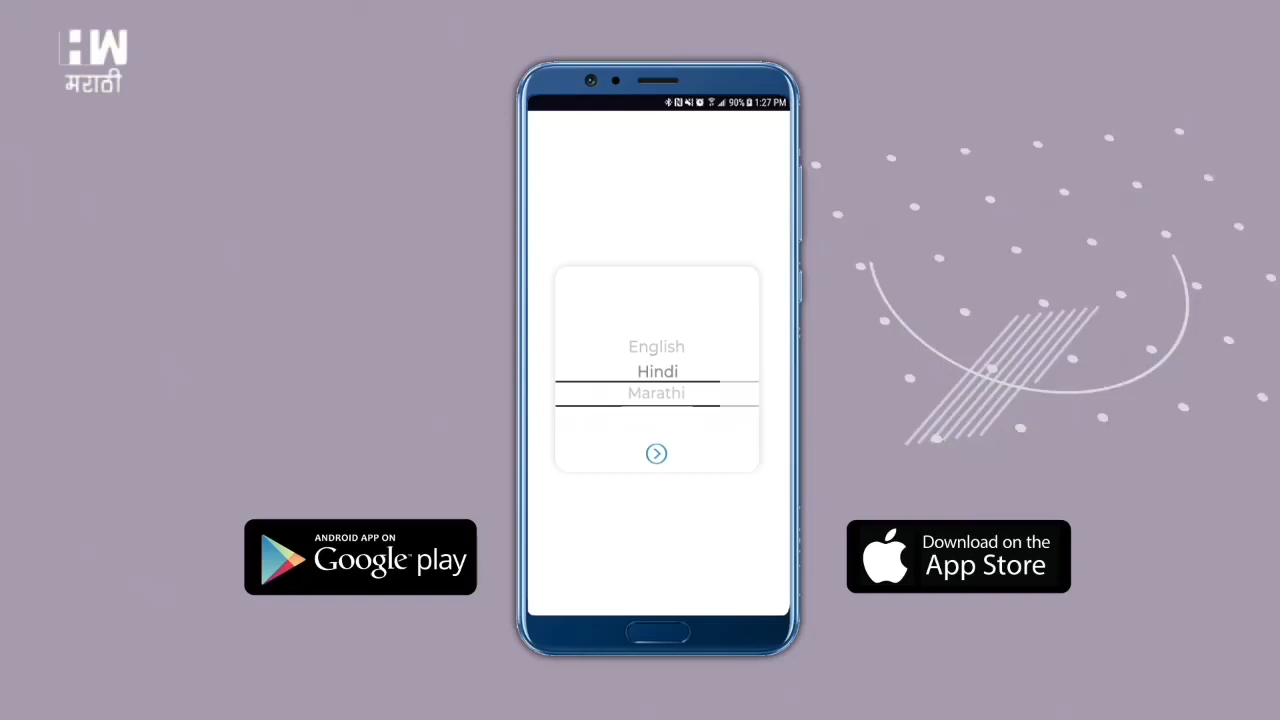 HW
मराठी
90% 1:27 PM
English
Hindi
Marathi
ANDROID APP ON
Google play
Download on the
App Store